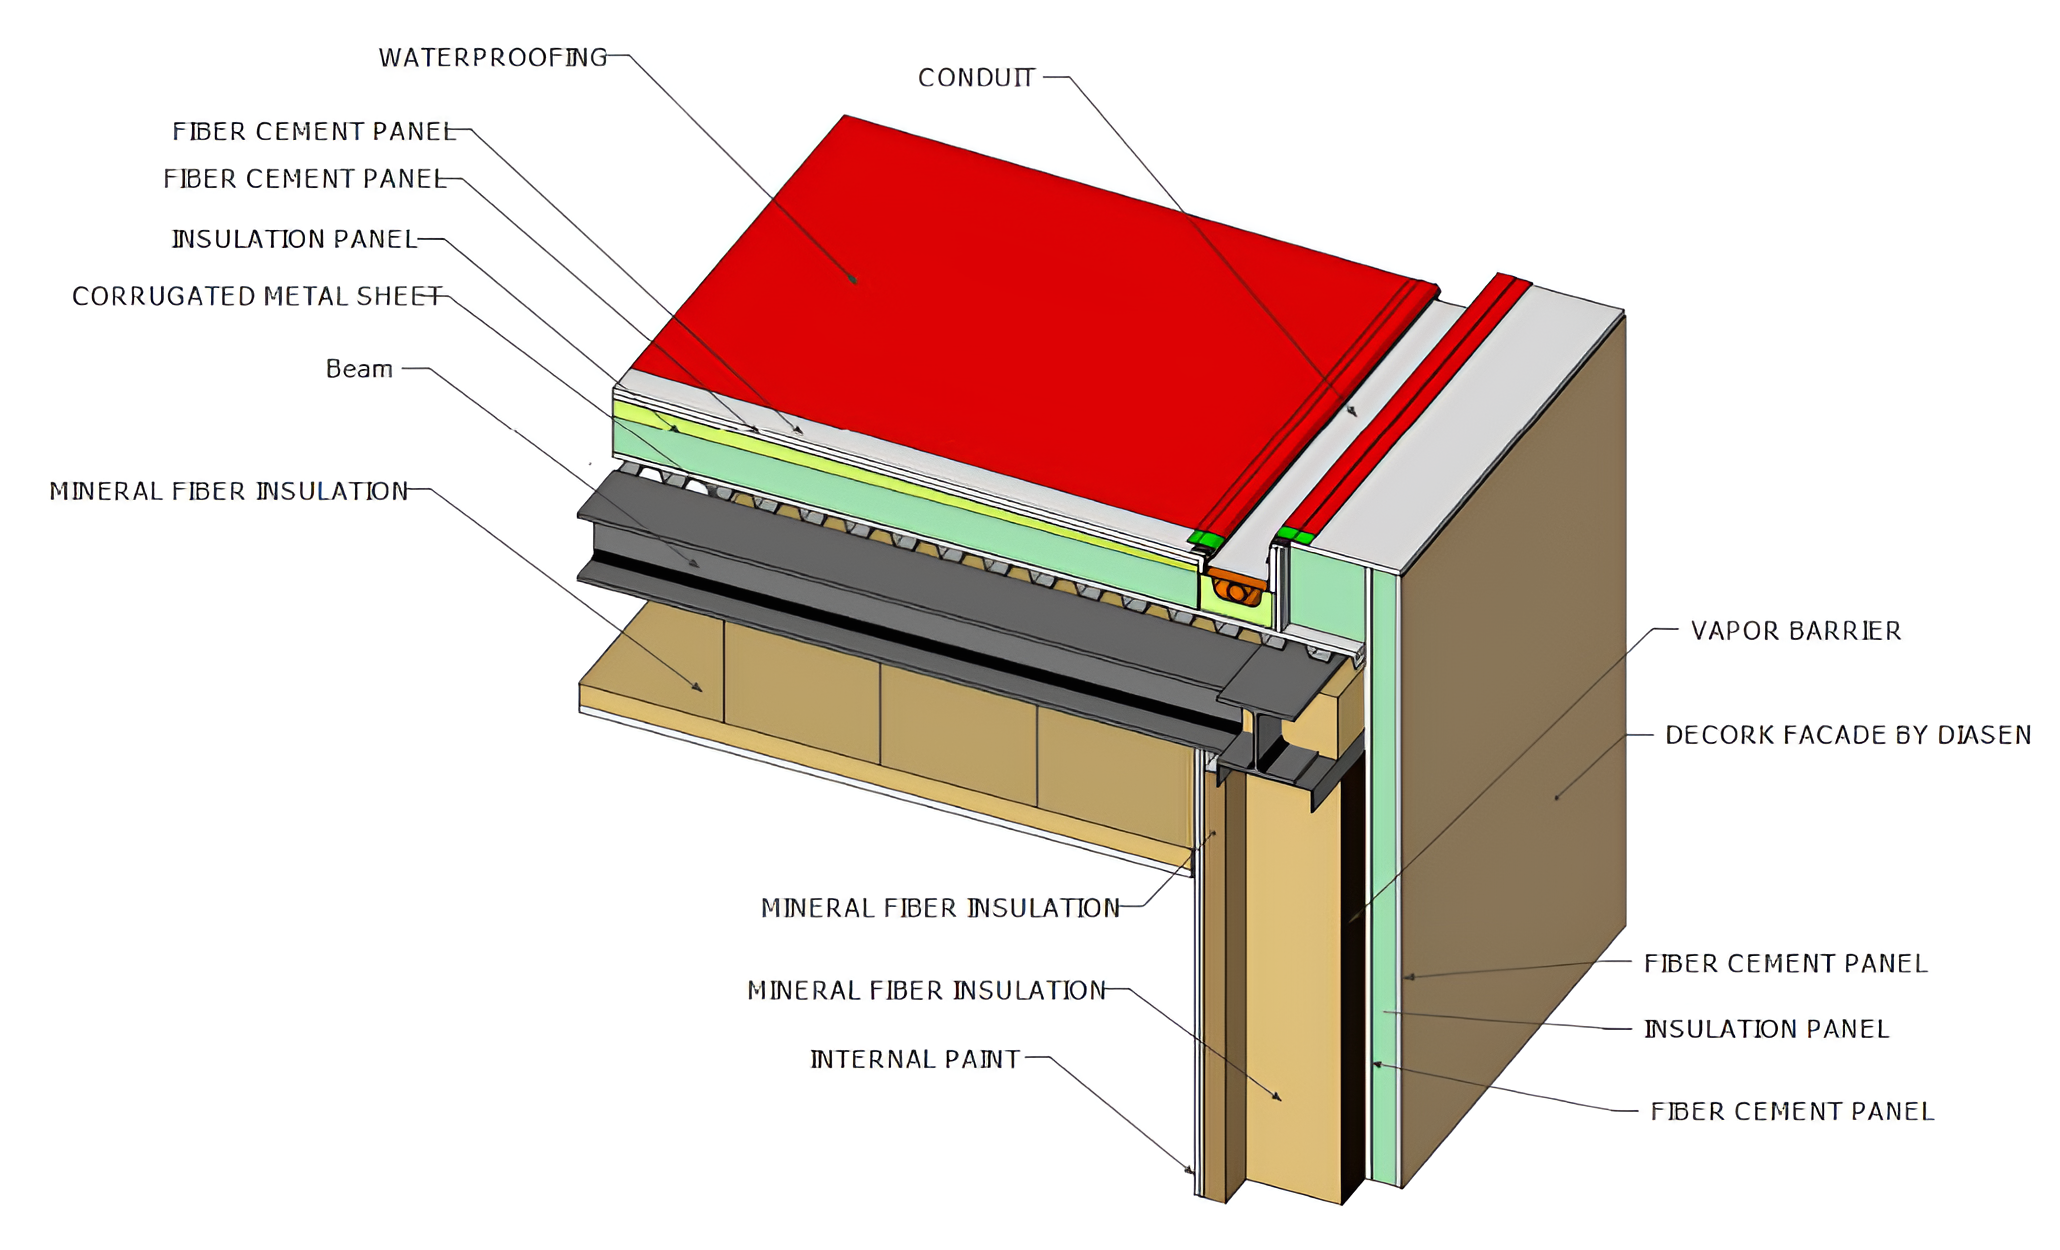 WATERPROOFING
CONDUIT
FIBER CEMENT PANEL
FIBER CEMENT PANEL
INSULATION PANEL
CORRUGATED METAL SHEET
Beam
MINERAL FIBER INSULATION
VAPOR BARRIER
DECORK FACADE BY DIASEN
MINERAL FIBER INSULATION
FIBER CEMENT PANEL
MINERAL FIBER INSULATION
INSULATION PANEL
INTERNAL PAINT
FIBER CEMENT PANEL